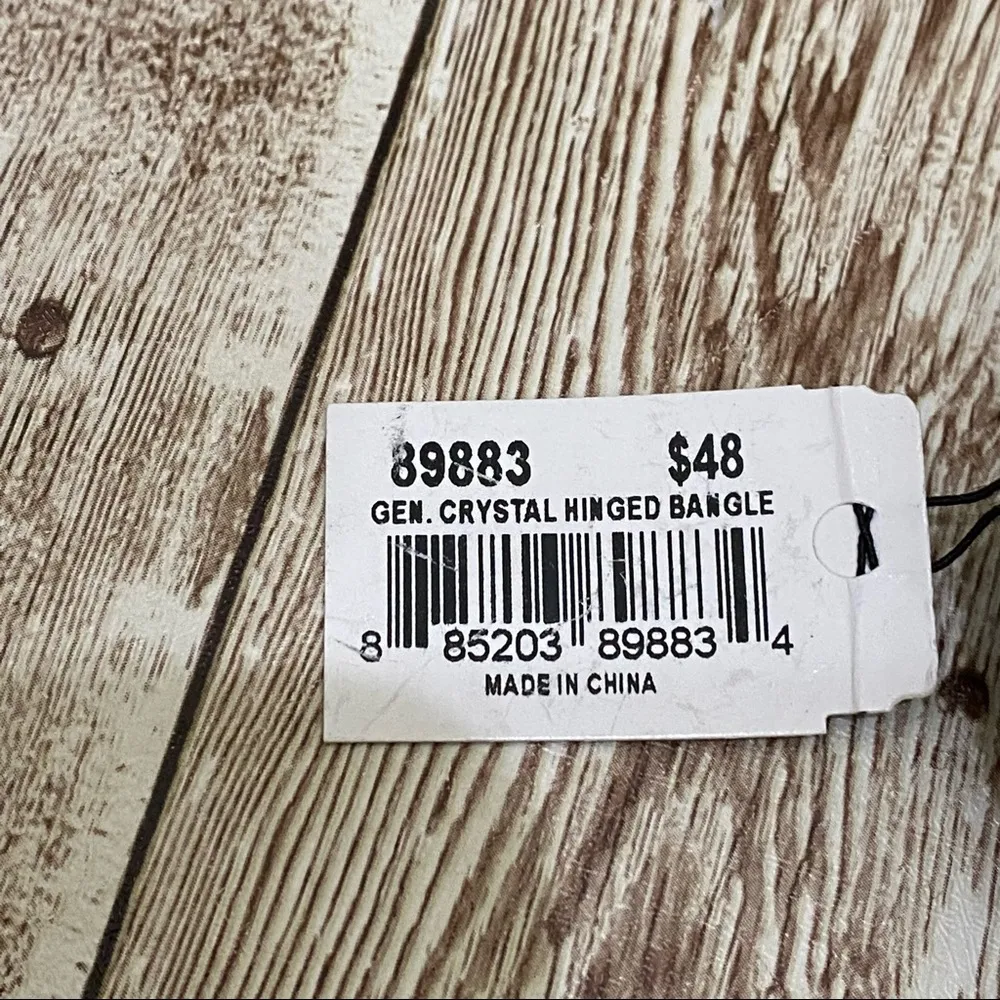 89883 $48
GEN. CRYSTAL HINGED BANGLE
8 85203 89883 4
MADE IN CHINA